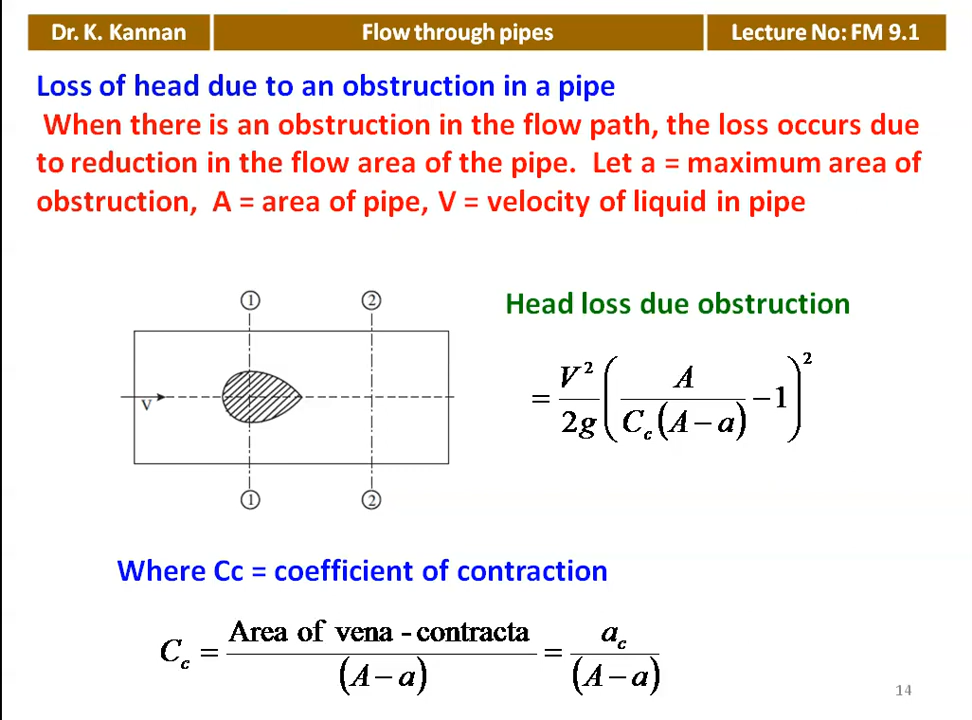 Dr. K. Kannan
Flow through pipes
Lecture No: FM 9.1
Loss of head due to an obstruction in a pipe
When there is an obstruction in the flow path, the loss occurs due
to reduction in the flow area of the pipe. Let a = maximum area of
obstruction, A = area of pipe, V = velocity of liquid in pipe
① ②
V
① ②
Head loss due obstruction
= V² / 2g ( A / C_c (A − a) − 1 )²
Where Cc = coefficient of contraction
C_c = Area of vena - contracta / (A − a) = a_c / (A − a)
14